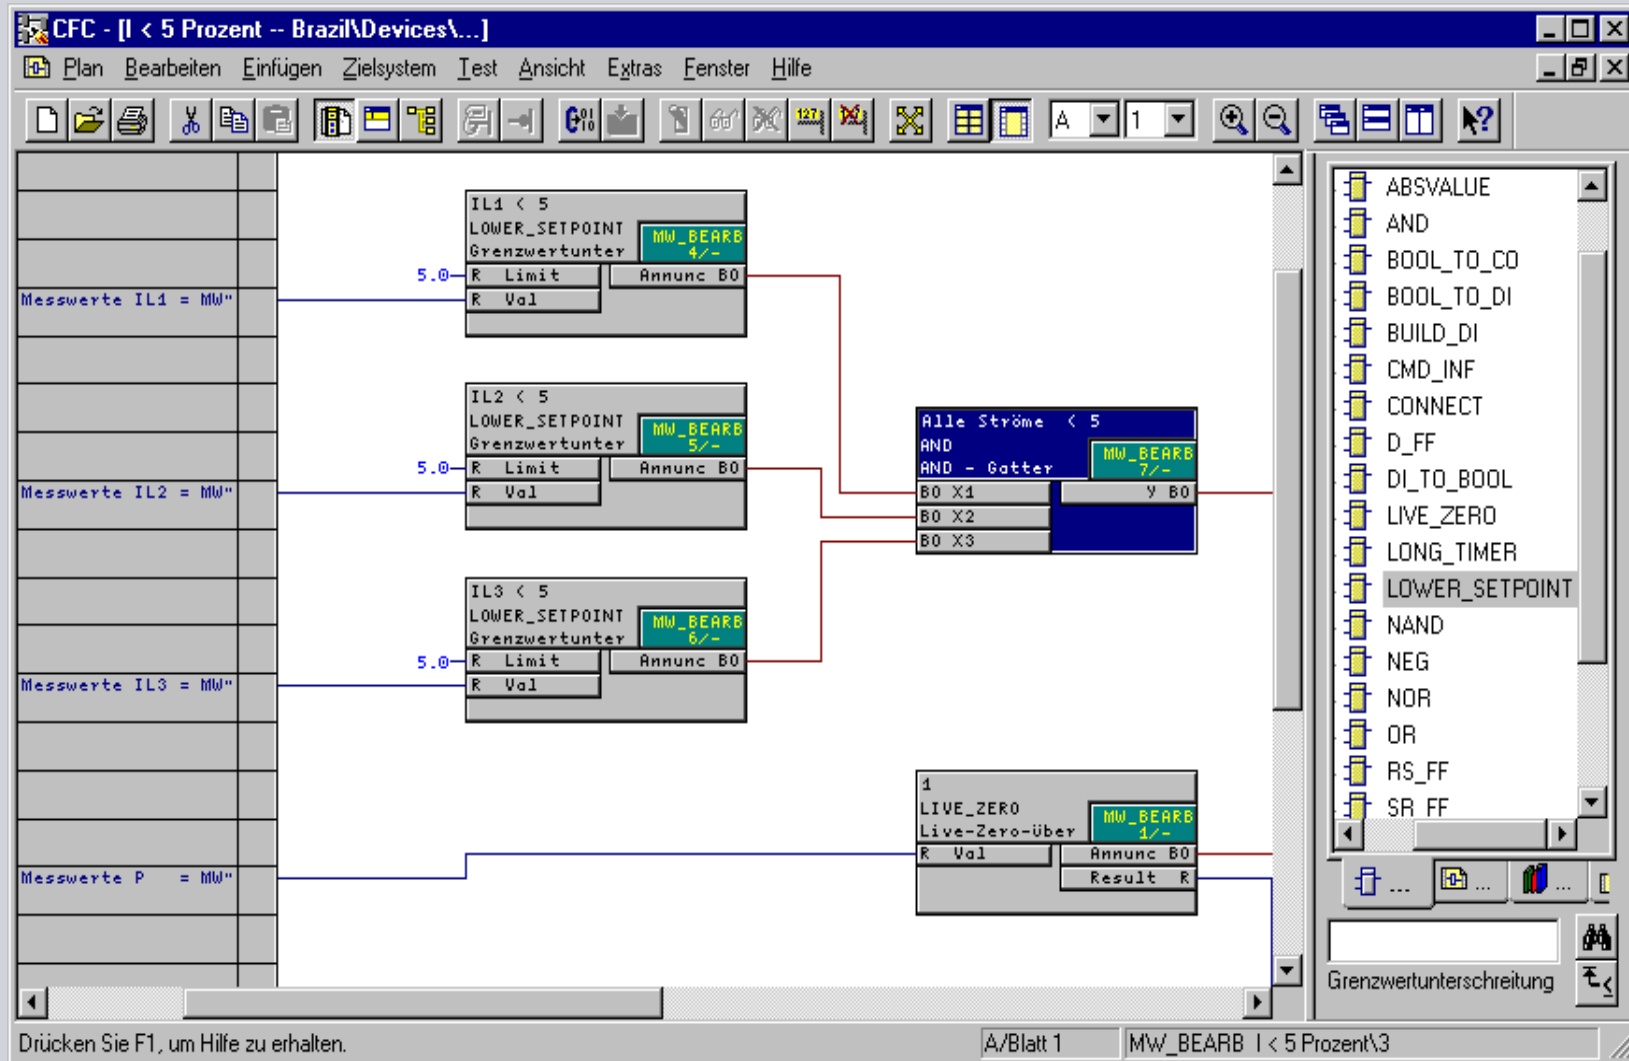 CFC - [I < 5 Prozent -- Brazil\Devices\...]
Plan Bearbeiten Einfügen Zielsystem Test Ansicht Extras Fenster Hilfe
A 1
IL1 < 5
LOWER_SETPOINT
Grenzwertunter
MW_BEARB
4/-
5.0
R Limit
Annunc BO
R Val
Messwerte IL1 = MW"
IL2 < 5
LOWER_SETPOINT
Grenzwertunter
MW_BEARB
5/-
5.0
R Limit
Annunc BO
R Val
Messwerte IL2 = MW"
IL3 < 5
LOWER_SETPOINT
Grenzwertunter
MW_BEARB
6/-
5.0
R Limit
Annunc BO
R Val
Messwerte IL3 = MW"
Alle Ströme < 5
AND
AND - Gatter
MW_BEARB
7/-
BO X1
Y BO
BO X2
BO X3
1
LIVE_ZERO
Live-Zero-Über
MW_BEARB
1/-
R Val
Annunc BO
Result R
Messwerte P = MW"
ABSVALUE
AND
BOOL_TO_CO
BOOL_TO_DI
BUILD_DI
CMD_INF
CONNECT
D_FF
DI_TO_BOOL
LIVE_ZERO
LONG_TIMER
LOWER_SETPOINT
NAND
NEG
NOR
OR
RS_FF
SR_FF
... ... ...
Grenzwertunterschreitung
Drücken Sie F1, um Hilfe zu erhalten.
A/Blatt 1
MW_BEARB I < 5 Prozent\3